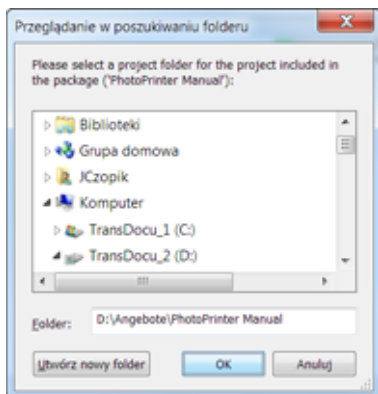 Przeglądanie w poszukiwaniu folderu
Please select a project folder for the project included in
the package ('PhotoPrinter Manual'):
Biblioteki
Grupa domowa
JCzopik
Komputer
TransDocu_1 (C:)
TransDocu_2 (D:)
Folder: D:\Angebote\PhotoPrinter Manual
Utwórz nowy folder OK Anuluj